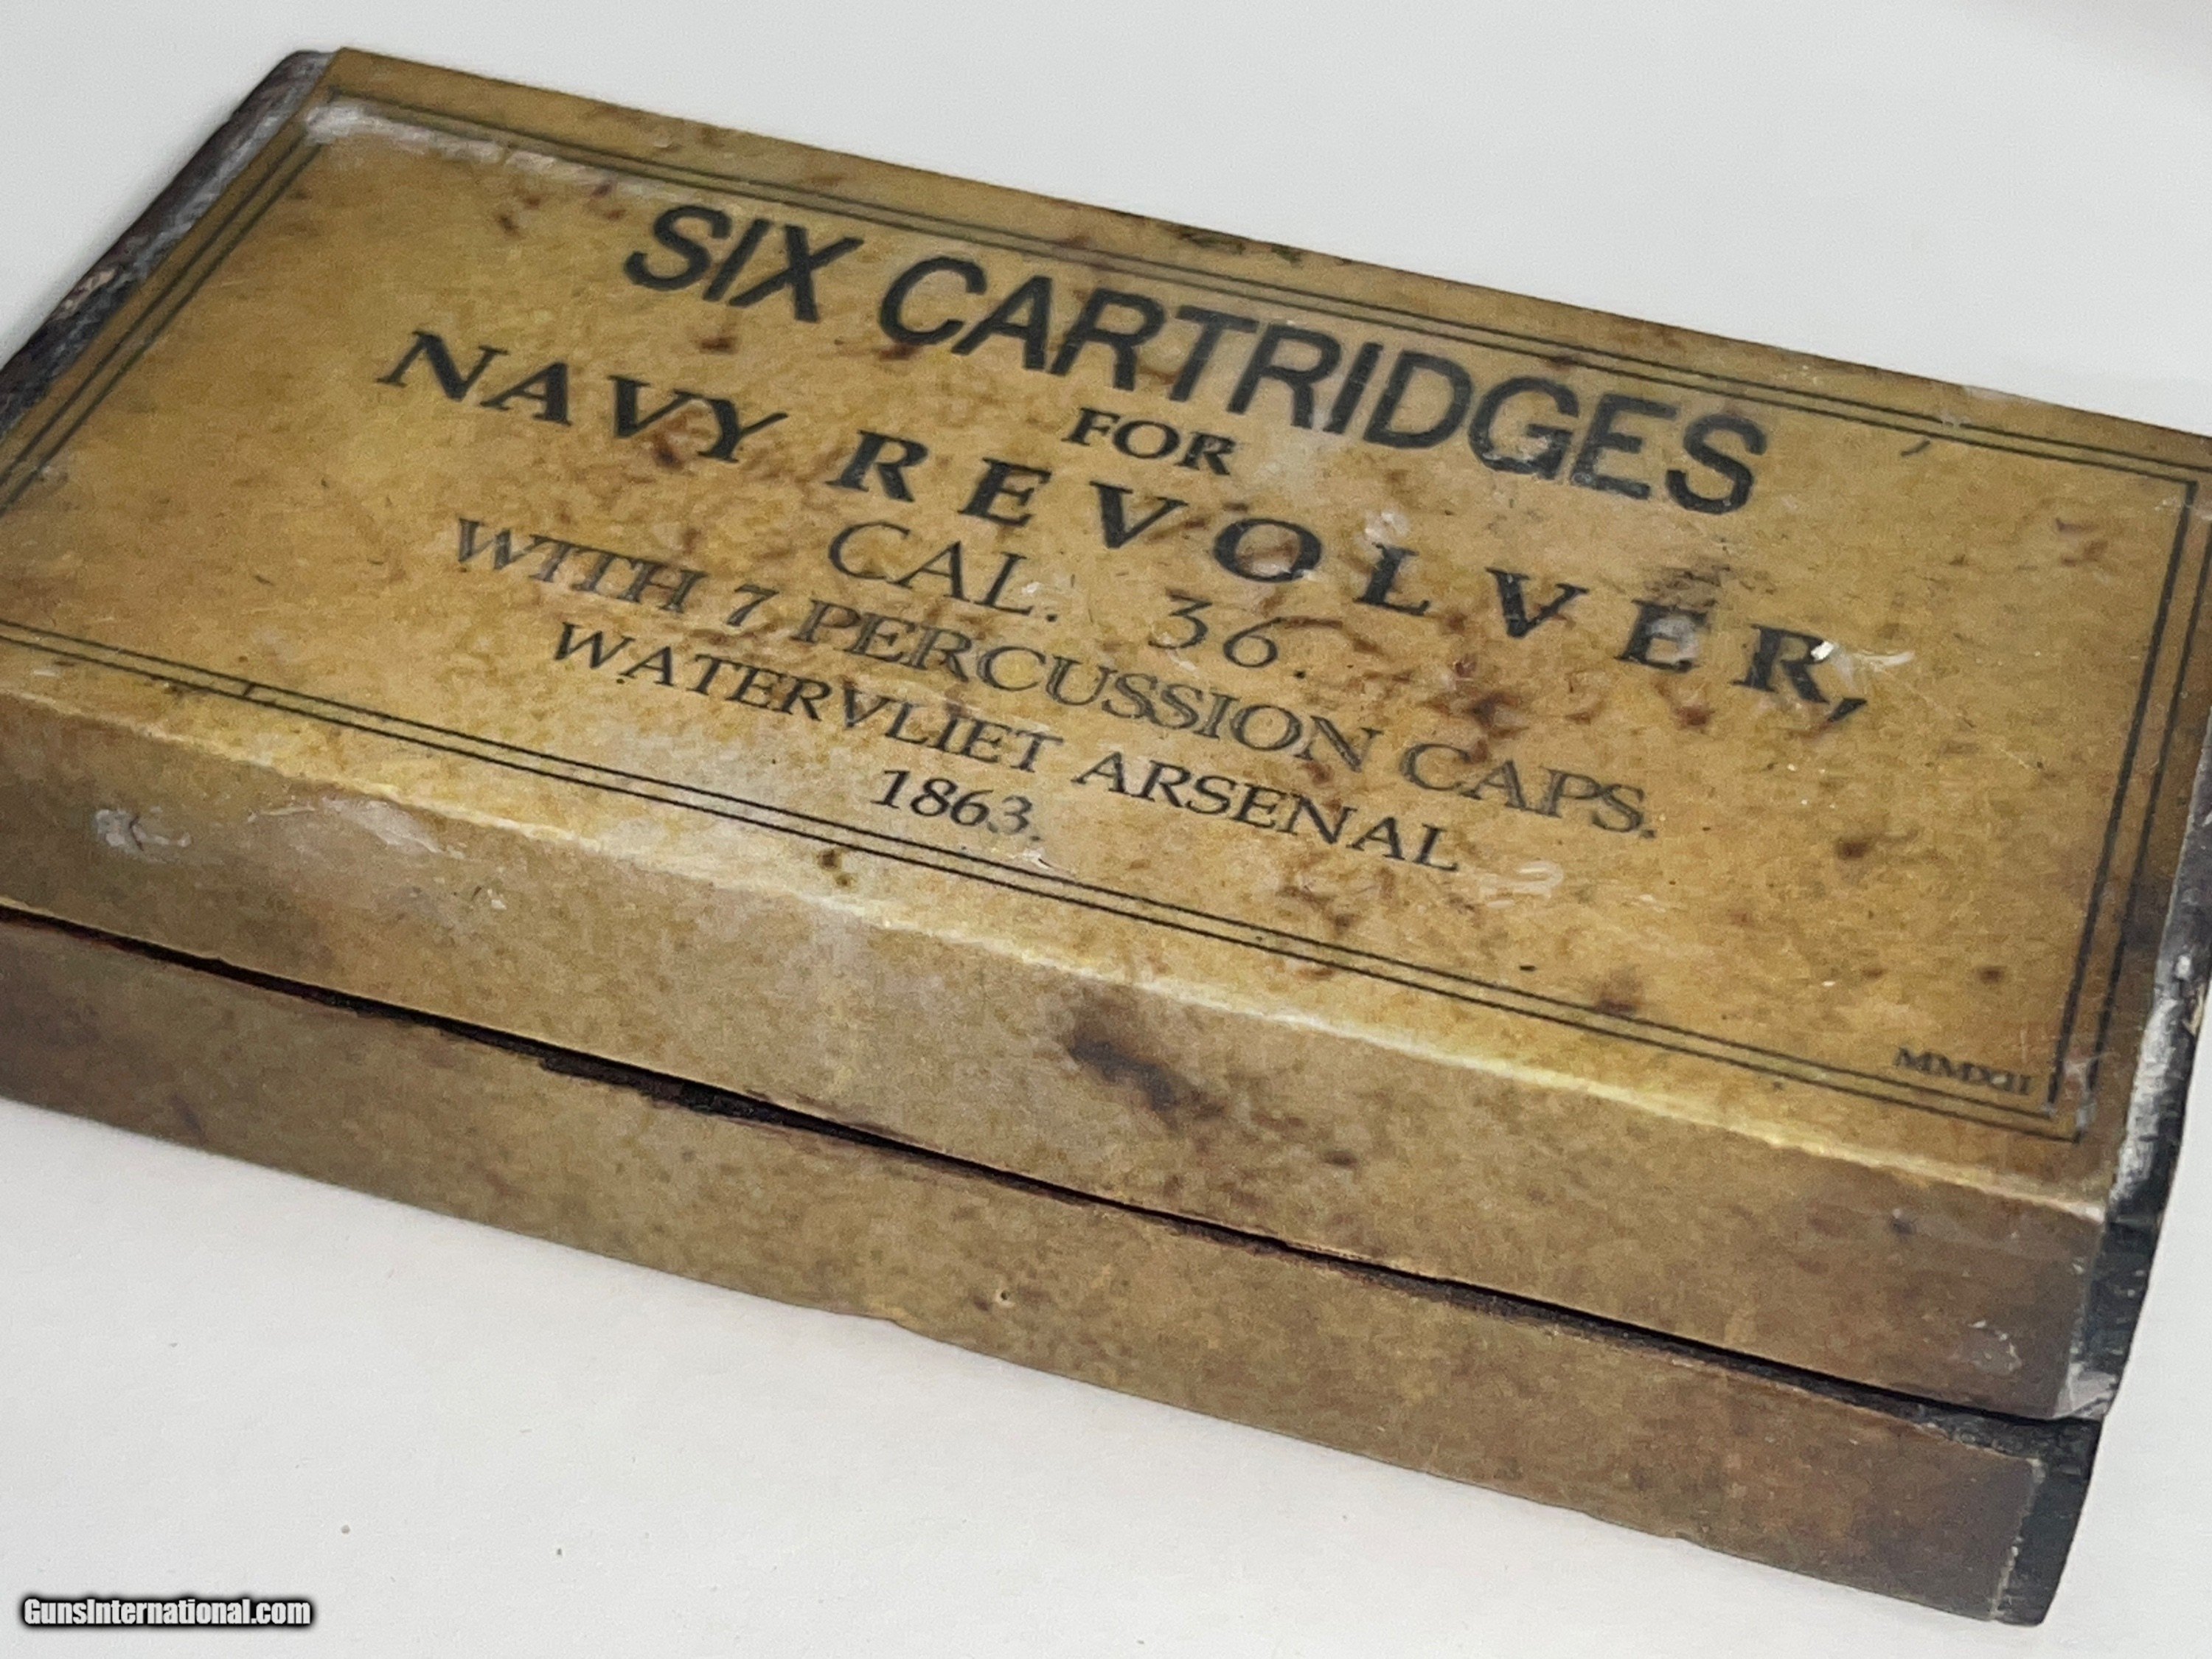 SIX CARTRIDGES
FOR
NAVY REVOLVER,
CAL. 36.
WITH 7 PERCUSSION CAPS.
WATERVLIET ARSENAL
1863.
MMXII
GunsInternational.com